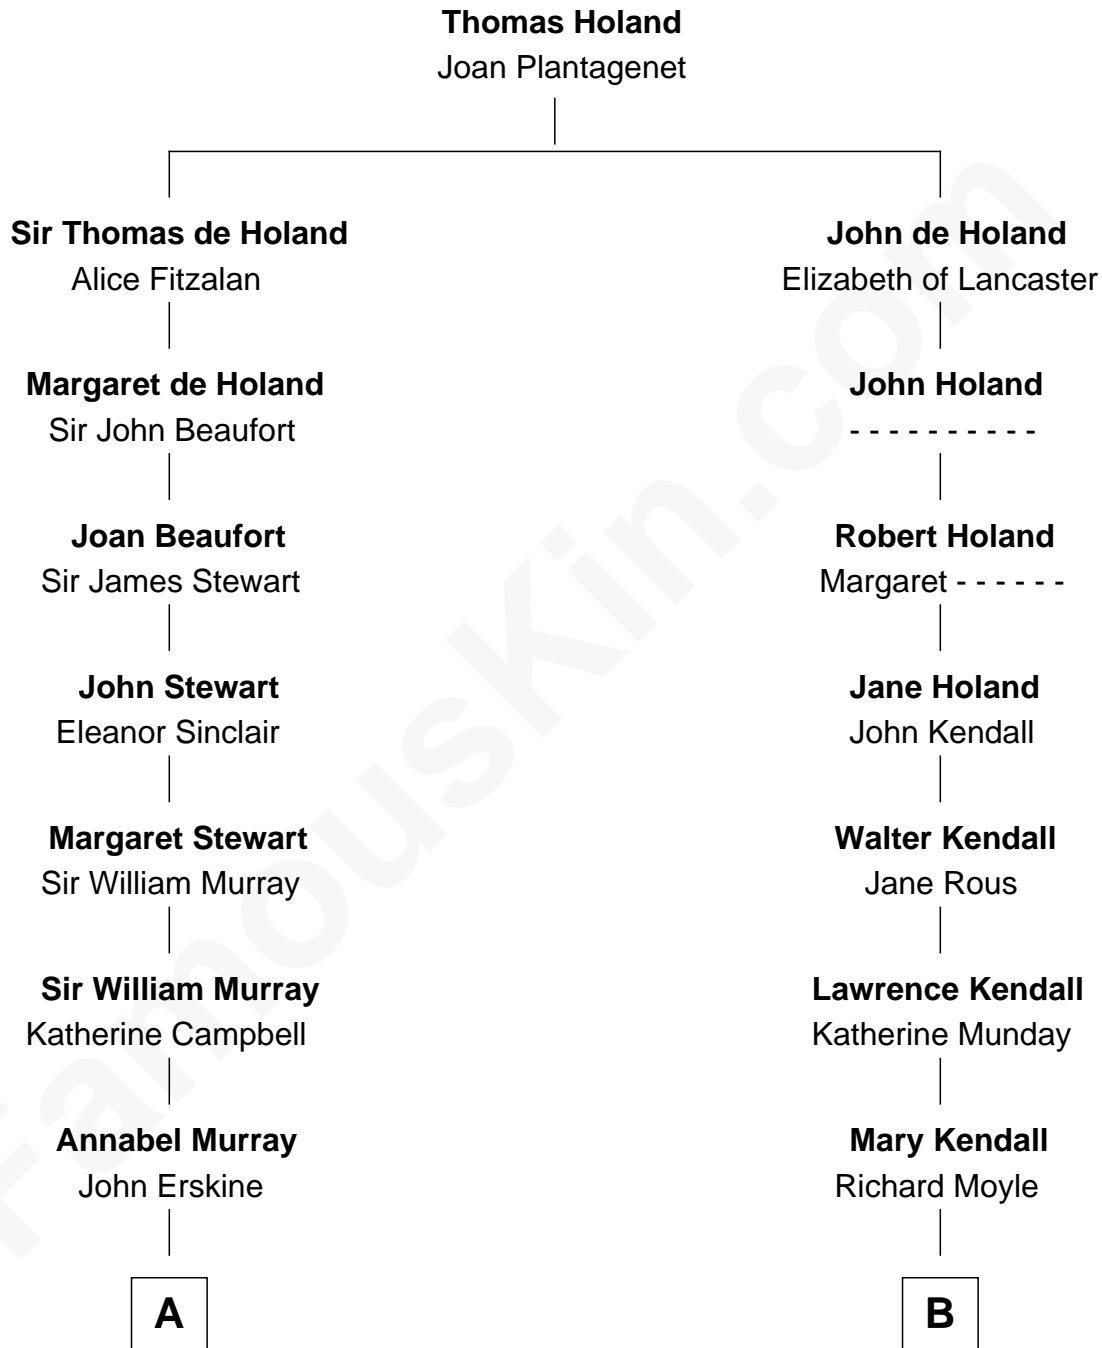 Thomas Holand
Joan Plantagenet
Sir Thomas de Holand
Alice Fitzalan
Margaret de Holand
Sir John Beaufort
Joan Beaufort
Sir James Stewart
John Stewart
Eleanor Sinclair
Margaret Stewart
Sir William Murray
Sir William Murray
Katherine Campbell
Annabel Murray
John Erskine
A
John de Holand
Elizabeth of Lancaster
John Holand
- - - - - - - - - -
Robert Holand
Margaret - - - - - -
Jane Holand
John Kendall
Walter Kendall
Jane Rous
Lawrence Kendall
Katherine Munday
Mary Kendall
Richard Moyle
B
FamousKin.com